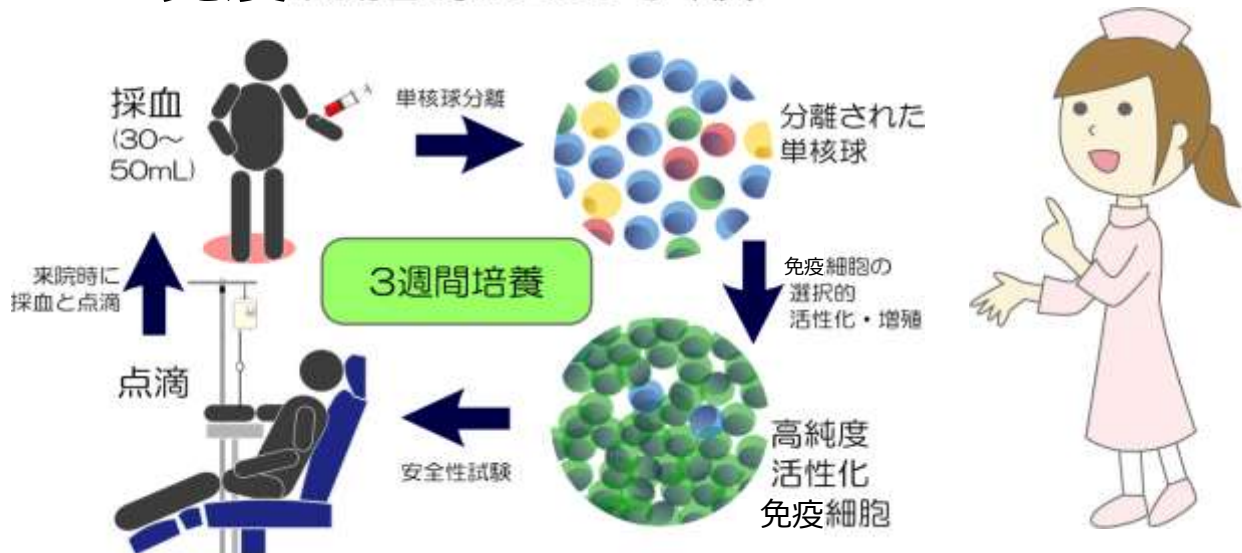 採血
(30〜
50mL)
単核球分離
分離された
単核球
3週間培養
免疫細胞の
選択的
活性化・増殖
高純度
活性化
免疫細胞
安全性試験
点滴
来院時に
採血と点滴